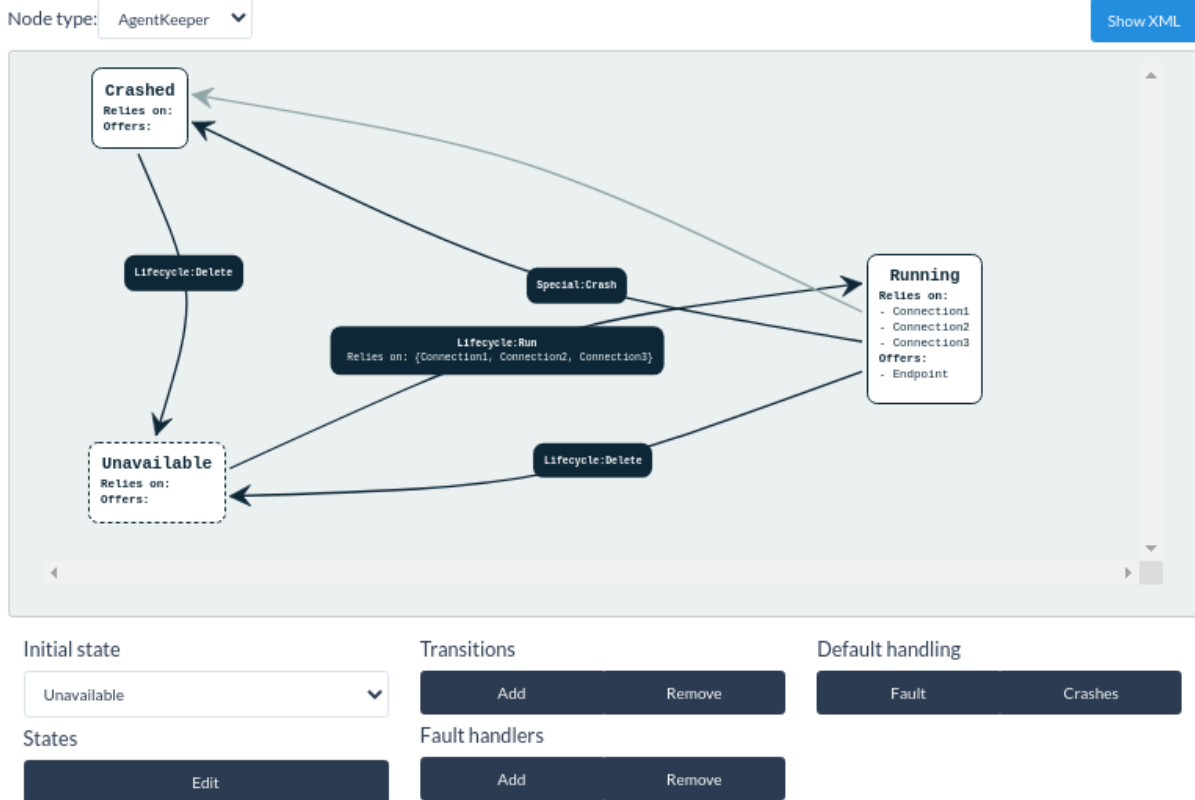 Node type: AgentKeeper
Show XML
Crashed
Relies on:
Offers:
Lifecycle:Delete
Special:Crash
Running
Relies on:
- Connection1
- Connection2
- Connection3
Offers:
- Endpoint
Lifecycle:Run
Relies on: {Connection1, Connection2, Connection3}
Unavailable
Relies on:
Offers:
Lifecycle:Delete
Initial state
Unavailable
States
Edit
Transitions
Add Remove
Fault handlers
Add Remove
Default handling
Fault Crashes